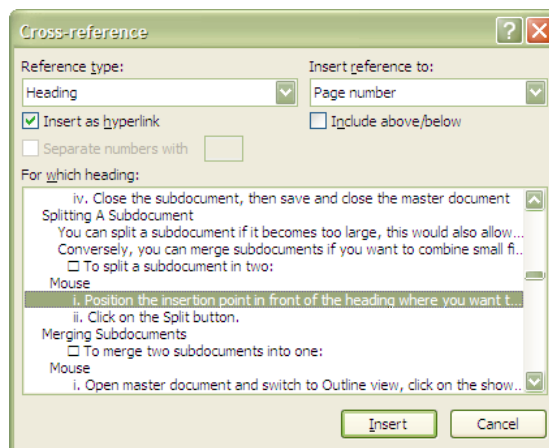 Cross-reference
Reference type:
Insert reference to:
Heading
Page number
Insert as hyperlink
Include above/below
Separate numbers with
For which heading:
iv. Close the subdocument, then save and close the master document
Splitting A Subdocument
You can split a subdocument if it becomes too large, this would also allow...
Conversely, you can merge subdocuments if you want to combine small fi...
□ To split a subdocument in two:
Mouse
i. Position the insertion point in front of the heading where you want t...
ii. Click on the Split button.
Merging Subdocuments
□ To merge two subdocuments into one:
Mouse
i. Open master document and switch to Outline view, click on the show...
Insert
Cancel